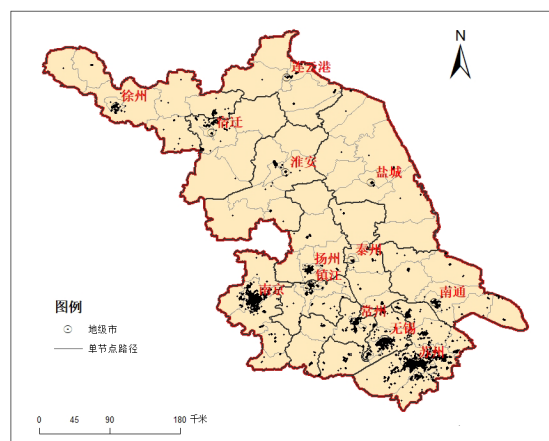 N
连云港
徐州
宿迁
淮安
盐城
泰州
扬州
镇江
南京
南通
常州
无锡
苏州
图例
地级市
单节点路径
0 45 90 180 千米